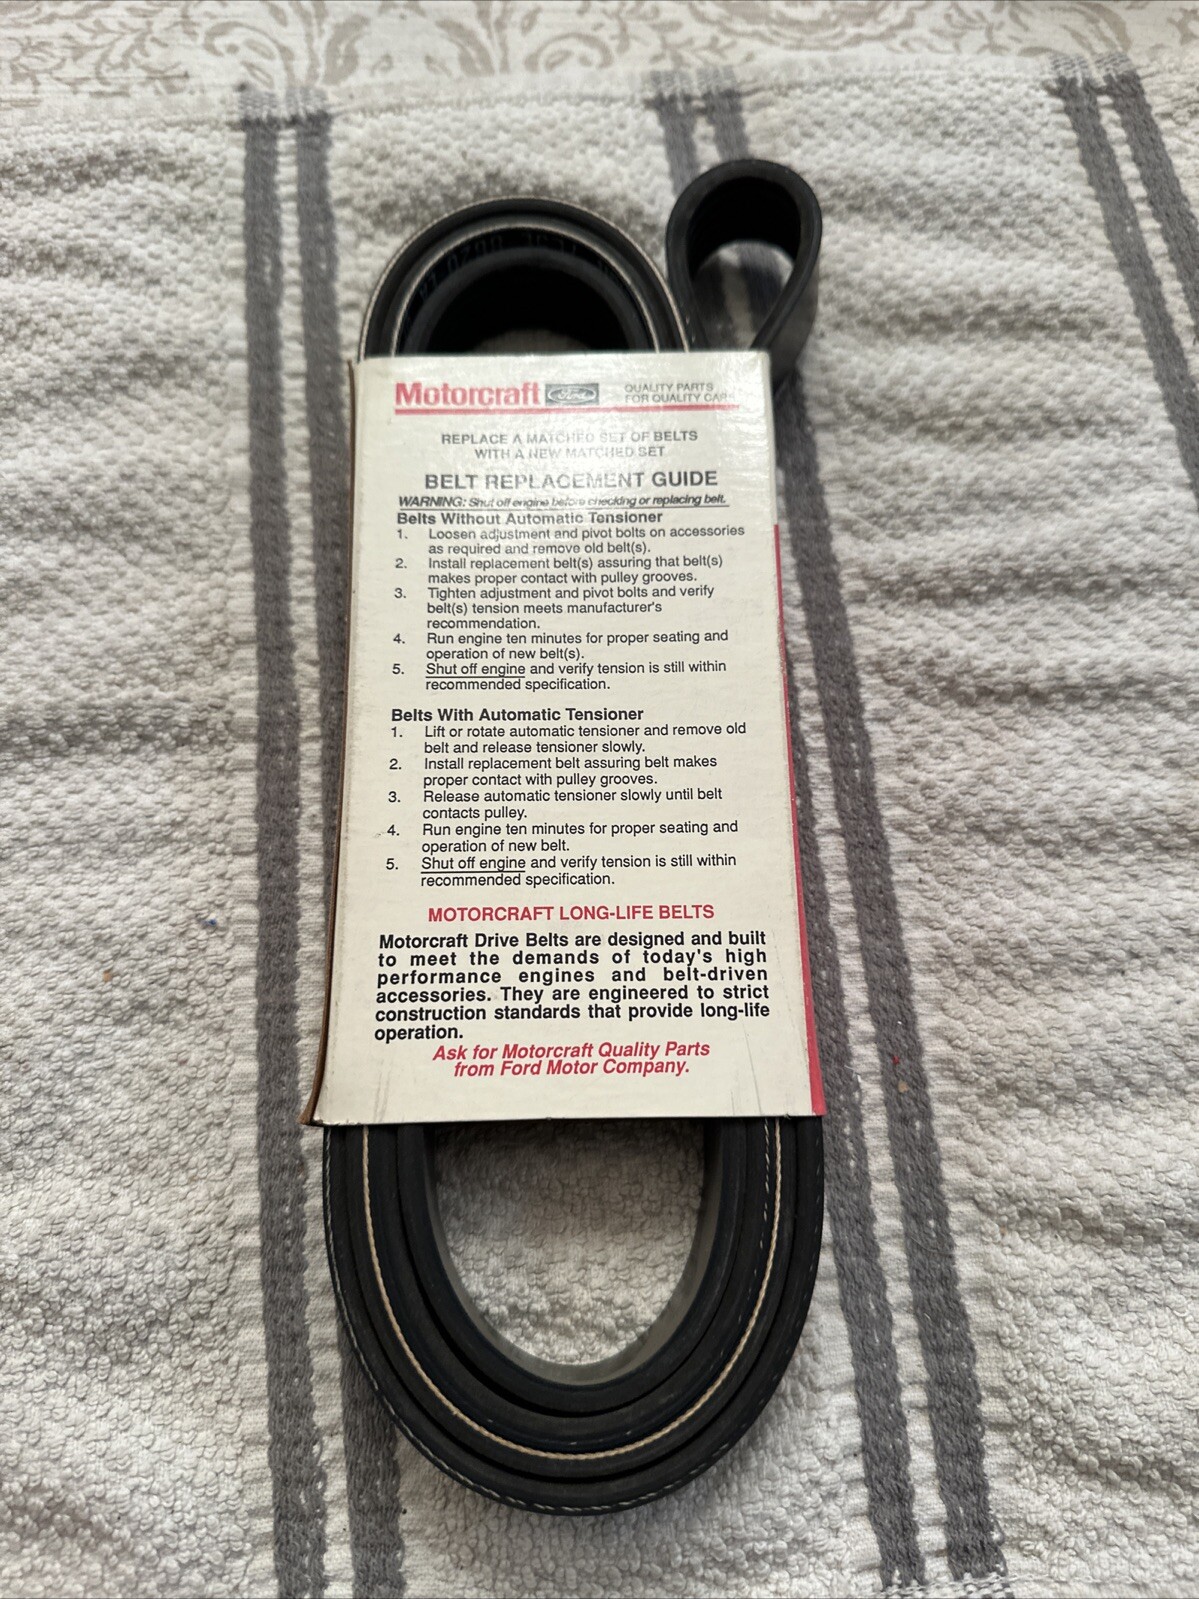 Motorcraft Ford QUALITY PARTS
FOR QUALITY CARS
REPLACE A MATCHED SET OF BELTS
WITH A NEW MATCHED SET
BELT REPLACEMENT GUIDE
WARNING: Shut off engine before checking or replacing belt.
Belts Without Automatic Tensioner
1. Loosen adjustment and pivot bolts on accessories
as required and remove old belt(s).
2. Install replacement belt(s) assuring that belt(s)
makes proper contact with pulley grooves.
3. Tighten adjustment and pivot bolts and verify
belt(s) tension meets manufacturer's
recommendation.
4. Run engine ten minutes for proper seating and
operation of new belt(s).
5. Shut off engine and verify tension is still within
recommended specification.
Belts With Automatic Tensioner
1. Lift or rotate automatic tensioner and remove old
belt and release tensioner slowly.
2. Install replacement belt assuring belt makes
proper contact with pulley grooves.
3. Release automatic tensioner slowly until belt
contacts pulley.
4. Run engine ten minutes for proper seating and
operation of new belt.
5. Shut off engine and verify tension is still within
recommended specification.
MOTORCRAFT LONG-LIFE BELTS
Motorcraft Drive Belts are designed and built
to meet the demands of today's high
performance engines and belt-driven
accessories. They are engineered to strict
construction standards that provide long-life
operation.
Ask for Motorcraft Quality Parts
from Ford Motor Company.